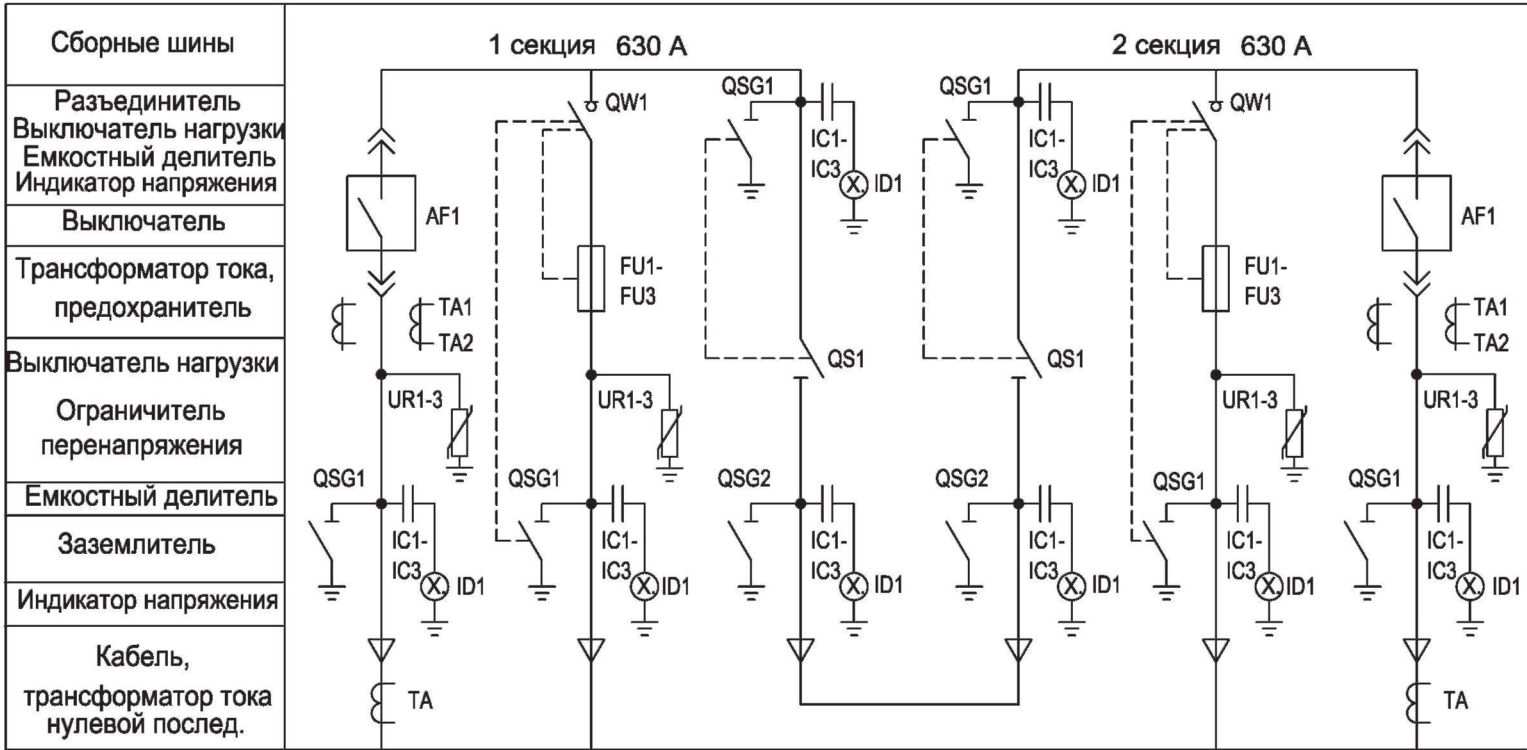 Сборные шины
Разъединитель
Выключатель нагрузки
Емкостный делитель
Индикатор напряжения
Выключатель
Трансформатор тока,
предохранитель
Выключатель нагрузки
Ограничитель
перенапряжения
Емкостный делитель
Заземлитель
Индикатор напряжения
Кабель,
трансформатор тока
нулевой послед.
1 секция 630 А
2 секция 630 А
AF1
TA1
TA2
UR1-3
QSG1
IC1-
IC3
ID1
TA
QW1
FU1-
FU3
UR1-3
QSG1
IC1-
IC3
ID1
QSG1
IC1-
IC3
ID1
QS1
QSG2
IC1-
IC3
ID1
QSG1
IC1-
IC3
ID1
QS1
QSG2
IC1-
IC3
ID1
QW1
FU1-
FU3
UR1-3
QSG1
IC1-
IC3
ID1
AF1
TA1
TA2
UR1-3
QSG1
IC1-
IC3
ID1
TA